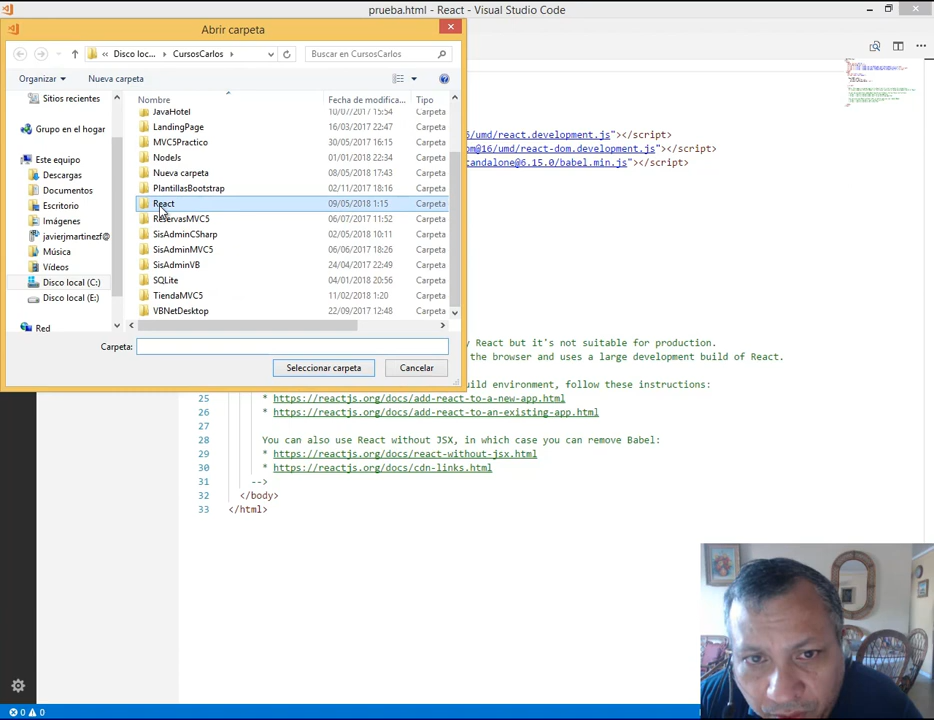 prueba.html - React - Visual Studio Code
Abrir carpeta
« Disco loc... ▸ CursosCarlos ▸
Buscar en CursosCarlos
Organizar ▾ Nueva carpeta
Sitios recientes
Grupo en el hogar
Este equipo
Descargas
Documentos
Escritorio
Imágenes
javierjmartinezf@
Música
Vídeos
Disco local (C:)
Disco local (E:)
Red
Nombre Fecha de modifica... Tipo
JavaHotel 10/07/2017 15:54 Carpeta
LandingPage 16/03/2017 22:47 Carpeta
MVC5Practico 30/05/2017 16:15 Carpeta
NodeJs 01/01/2018 22:34 Carpeta
Nueva carpeta 08/05/2018 17:43 Carpeta
PlantillasBootstrap 02/11/2017 18:16 Carpeta
React 09/05/2018 1:15 Carpeta
ReservasMVC5 06/07/2017 11:52 Carpeta
SisAdminCSharp 02/05/2018 10:11 Carpeta
SisAdminMVC5 06/06/2017 18:26 Carpeta
SisAdminVB 24/04/2017 22:49 Carpeta
SQLite 04/01/2018 20:56 Carpeta
TiendaMVC5 11/02/2018 1:20 Carpeta
VBNetDesktop 22/09/2017 12:48 Carpeta
Carpeta:
Seleccionar carpeta Cancelar
/umd/react.development.js"></script>
om@16/umd/react-dom.development.js"></script>
tandalone@6.15.0/babel.min.js"></script>
y React but it's not suitable for production.
the browser and uses a large development build of React.
uild environment, follow these instructions:
25 * https://reactjs.org/docs/add-react-to-a-new-app.html
26 * https://reactjs.org/docs/add-react-to-an-existing-app.html
27
28 You can also use React without JSX, in which case you can remove Babel:
29 * https://reactjs.org/docs/react-without-jsx.html
30 * https://reactjs.org/docs/cdn-links.html
31 -->
32 </body>
33 </html>
0 0